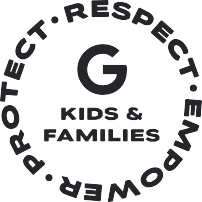 PROTECT · RESPECT · EMPOWER ·
G
KIDS &
FAMILIES